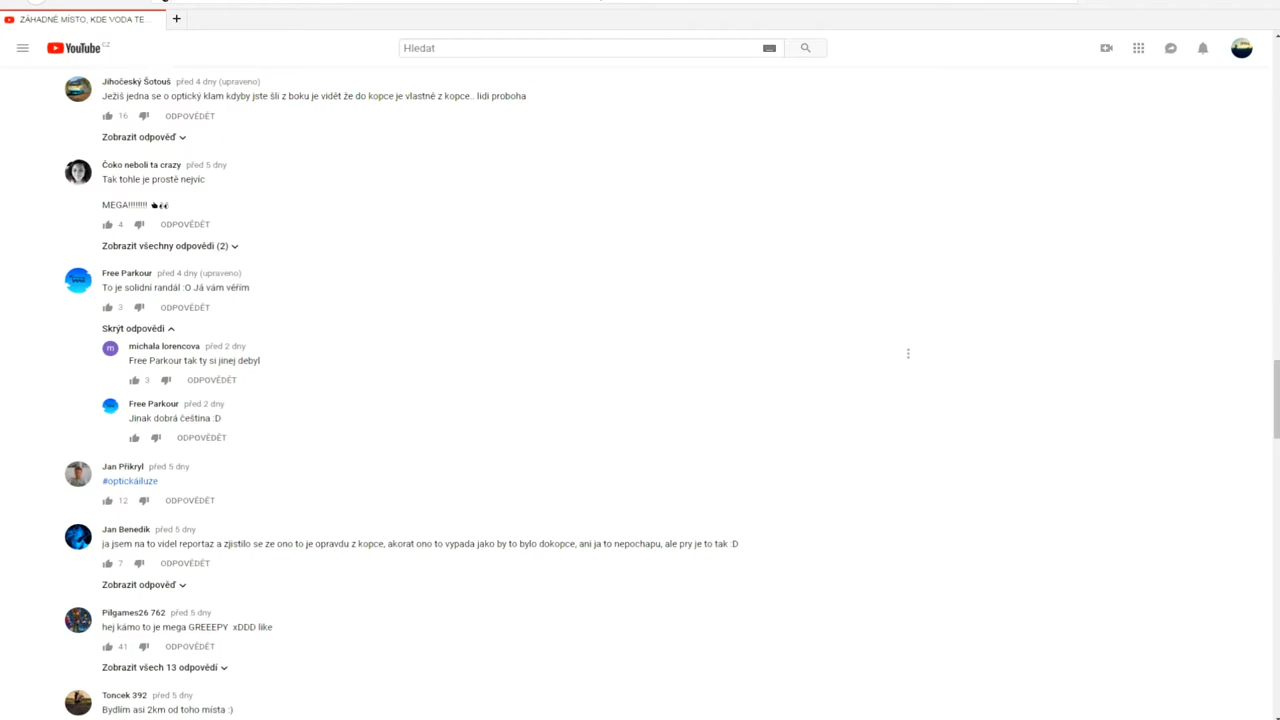 ZÁHADNÉ MÍSTO, KDE VODA TE...
YouTube CZ
Hledat
Jihočeský Šotouš před 4 dny (upraveno)
Ježiš jedna se o optický klam kdyby jste šli z boku je vidět že do kopce je vlastně z kopce.. lidi proboha
16 ODPOVĚDĚT
Zobrazit odpověď
Čoko neboli ta crazy před 5 dny
Tak tohle je prostě nejvíc
MEGA!!!!!!!!
4 ODPOVĚDĚT
Zobrazit všechny odpovědi (2)
Free Parkour před 4 dny (upraveno)
To je solidní randál :O Já vám věřím
3 ODPOVĚDĚT
Skrýt odpovědi
m
michala lorencova před 2 dny
Free Parkour tak ty si jinej debyl
3 ODPOVĚDĚT
Free Parkour před 2 dny
Jinak dobrá čeština :D
ODPOVĚDĚT
Jan Přikryl před 5 dny
#optickáiluze
12 ODPOVĚDĚT
Jan Benedik před 5 dny
ja jsem na to videl reportaz a zjistilo se ze ono to je opravdu z kopce, akorat ono to vypada jako by to bylo dokopce, ani ja to nepochapu, ale pry je to tak :D
7 ODPOVĚDĚT
Zobrazit odpověď
Pilgames26 762 před 5 dny
hej kámo to je mega GREEEPY xDDD like
41 ODPOVĚDĚT
Zobrazit všech 13 odpovědí
Toncek 392 před 5 dny
Bydlím asi 2km od toho místa :)